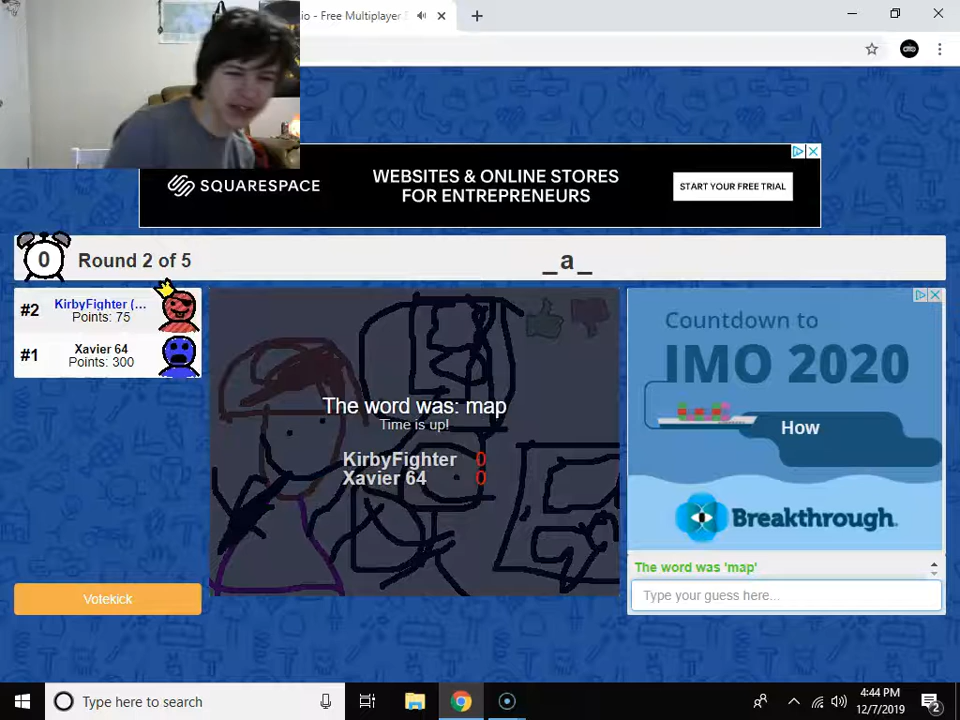 io - Free Multiplayer
SQUARESPACE
WEBSITES & ONLINE STORES
FOR ENTREPRENEURS
START YOUR FREE TRIAL
0
Round 2 of 5
_a_
#2
KirbyFighter (...
Points: 75
#1
Xavier 64
Points: 300
The word was: map
Time is up!
KirbyFighter 0
Xavier 64 0
Countdown to
IMO 2020
How
Breakthrough.
The word was 'map'
Type your guess here...
Votekick
Type here to search
4:44 PM
12/7/2019
2